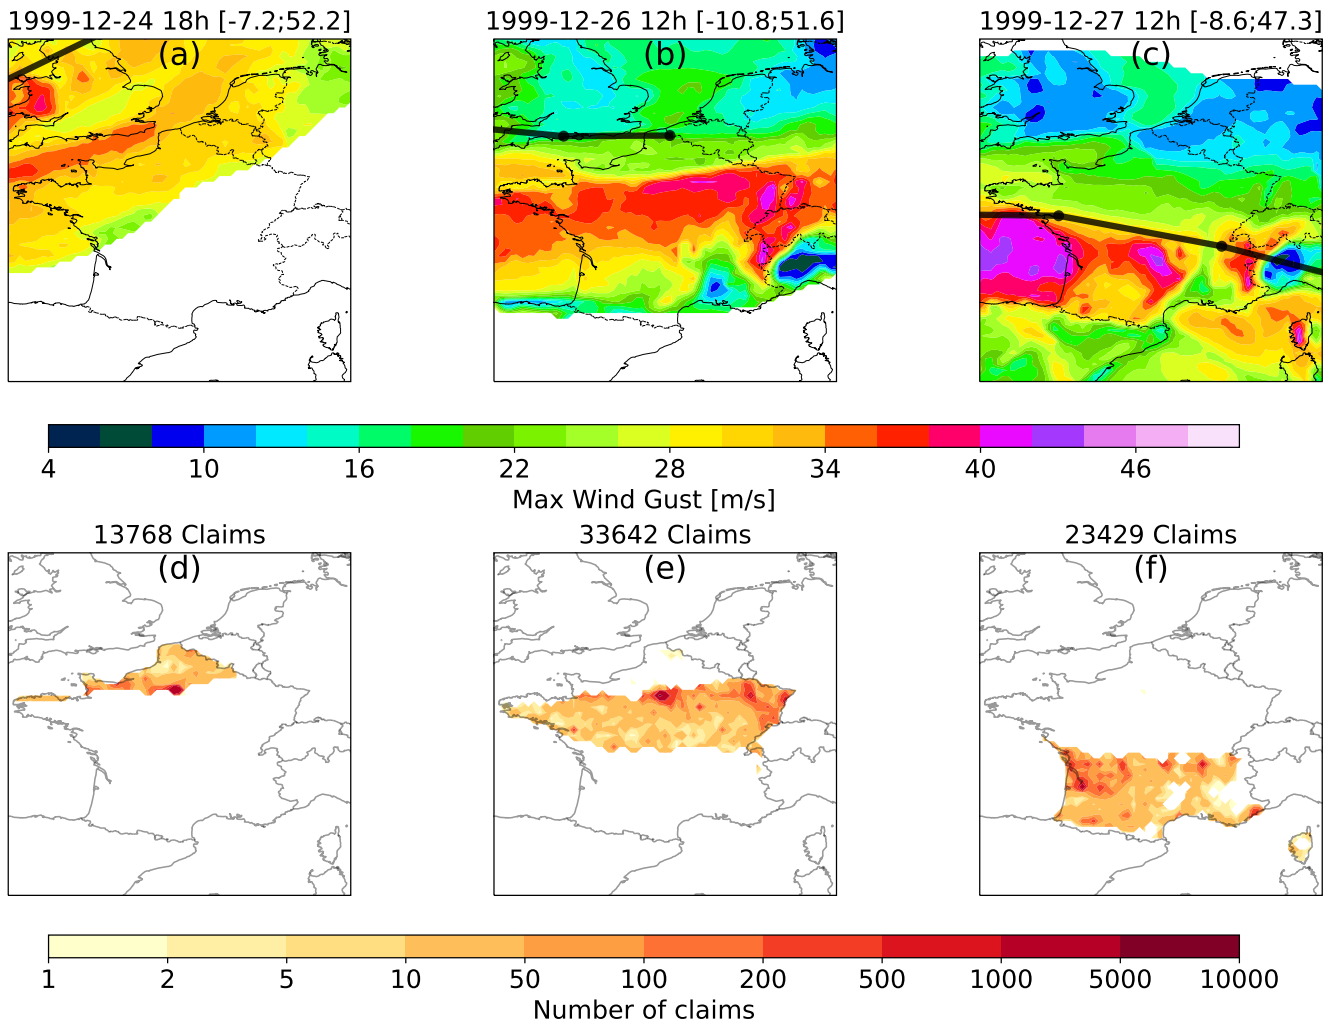 1999-12-24 18h [-7.2;52.2]
1999-12-26 12h [-10.8;51.6]
1999-12-27 12h [-8.6;47.3]
(a)
(b)
(c)
4 10 16 22 28 34 40 46
Max Wind Gust [m/s]
13768 Claims
33642 Claims
23429 Claims
(d)
(e)
(f)
1 2 5 10 50 100 200 500 1000 5000 10000
Number of claims